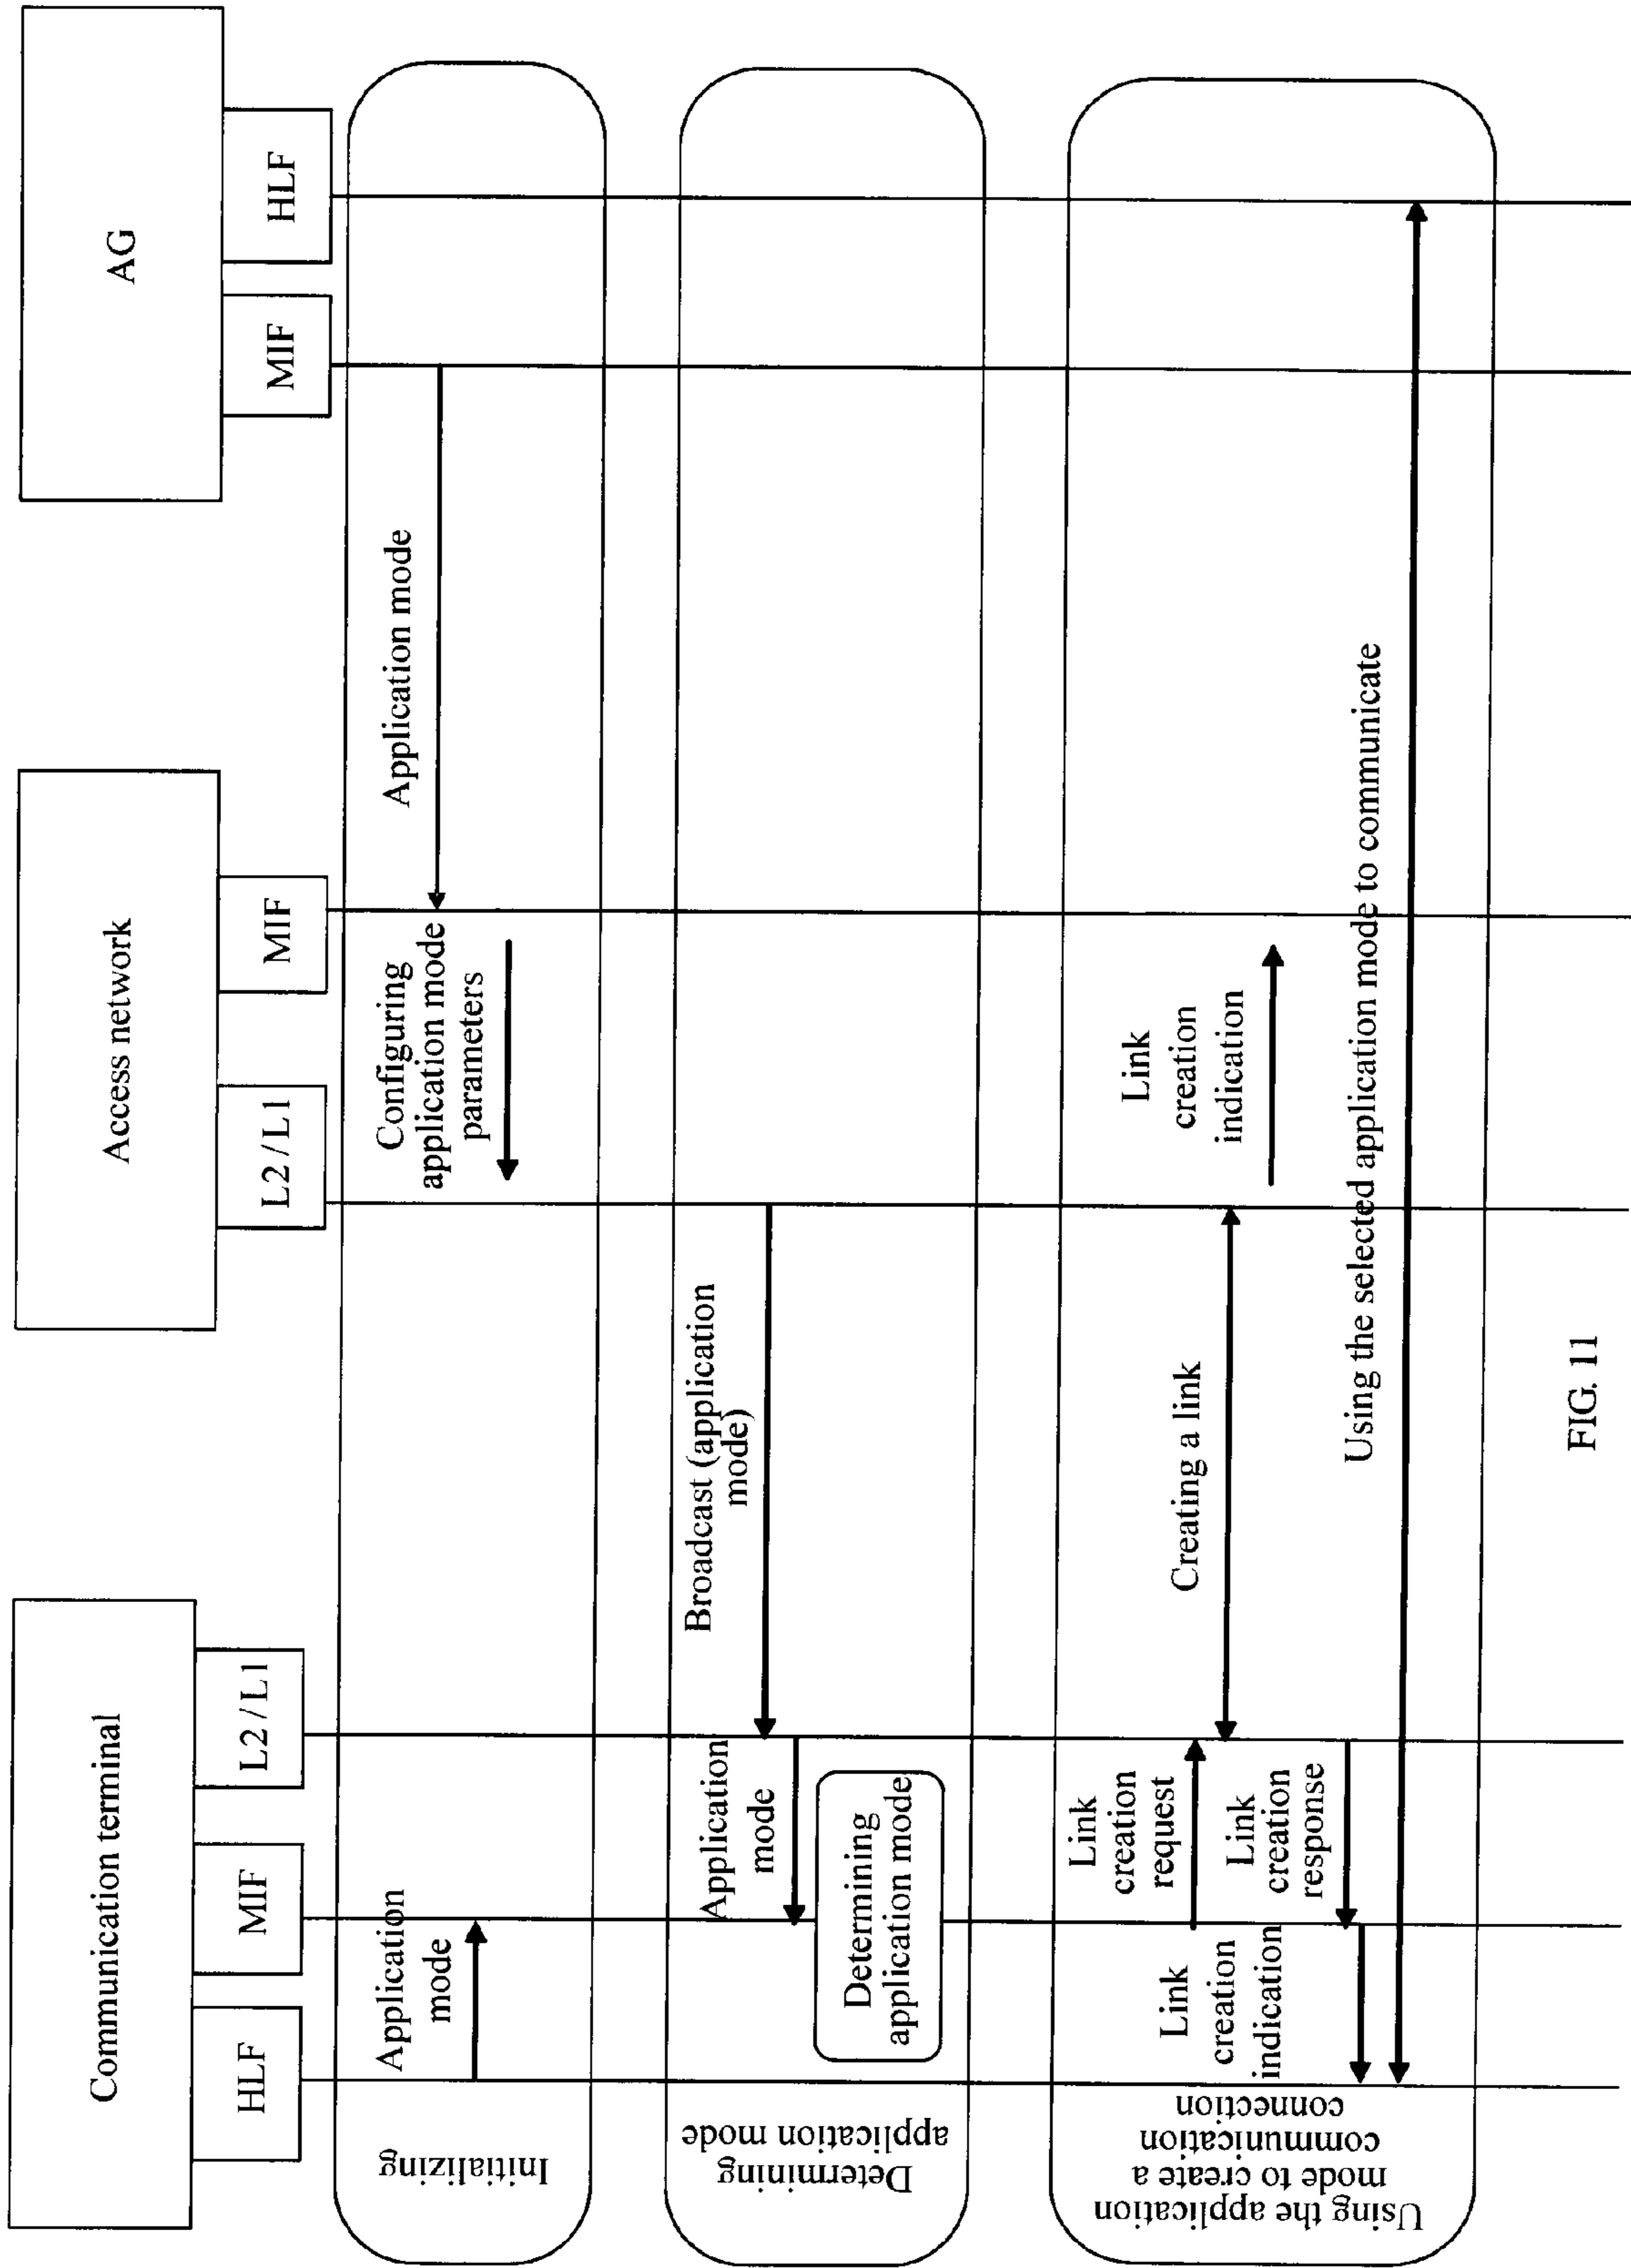 Communication terminal
Access network
AG
HLF
MIF
L2 / L1
L2 / L1
MIF
MIF
HLF
Initializing
Application
mode
Configuring
application mode
parameters
Application mode
Determining
application mode
Application
mode
Broadcast (application
mode)
Determining
application mode
Using the application
mode to create a
communication
connection
Link
creation
request
Creating a link
Link
creation
indication
Link
creation
response
Link
creation
indication
Using the selected application mode to communicate
FIG. 11